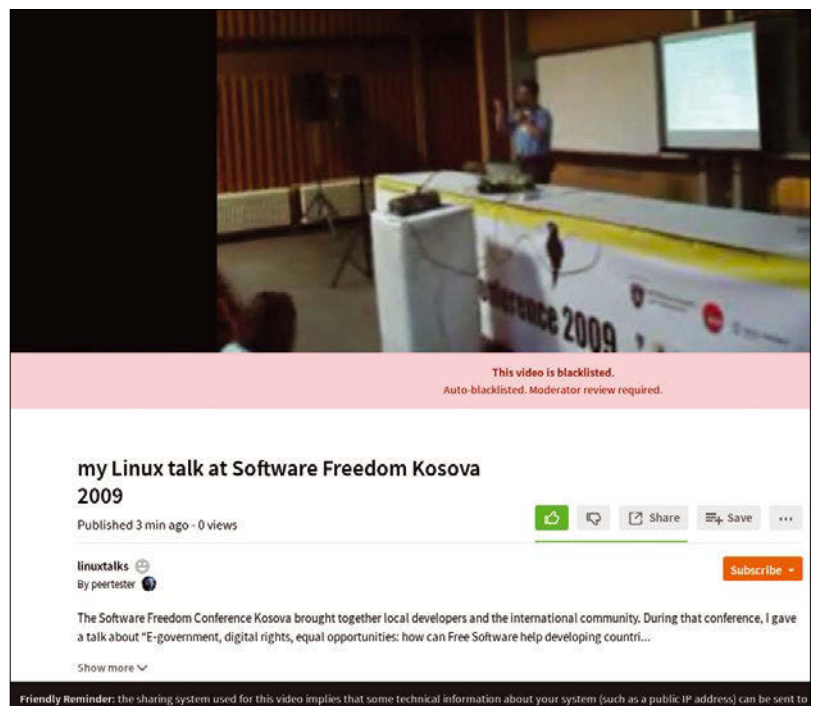 ference 2009
This video is blacklisted.
Auto-blacklisted. Moderator review required.
my Linux talk at Software Freedom Kosova
2009
Published 3 min ago - 0 views
Share
Save
...
linuxtalks
By peertester
Subscribe
The Software Freedom Conference Kosova brought together local developers and the international community. During that conference, I gave
a talk about "E-government, digital rights, equal opportunities: how can Free Software help developing countri...
Show more
Friendly Reminder: the sharing system used for this video implies that some technical information about your system (such as a public IP address) can be sent to